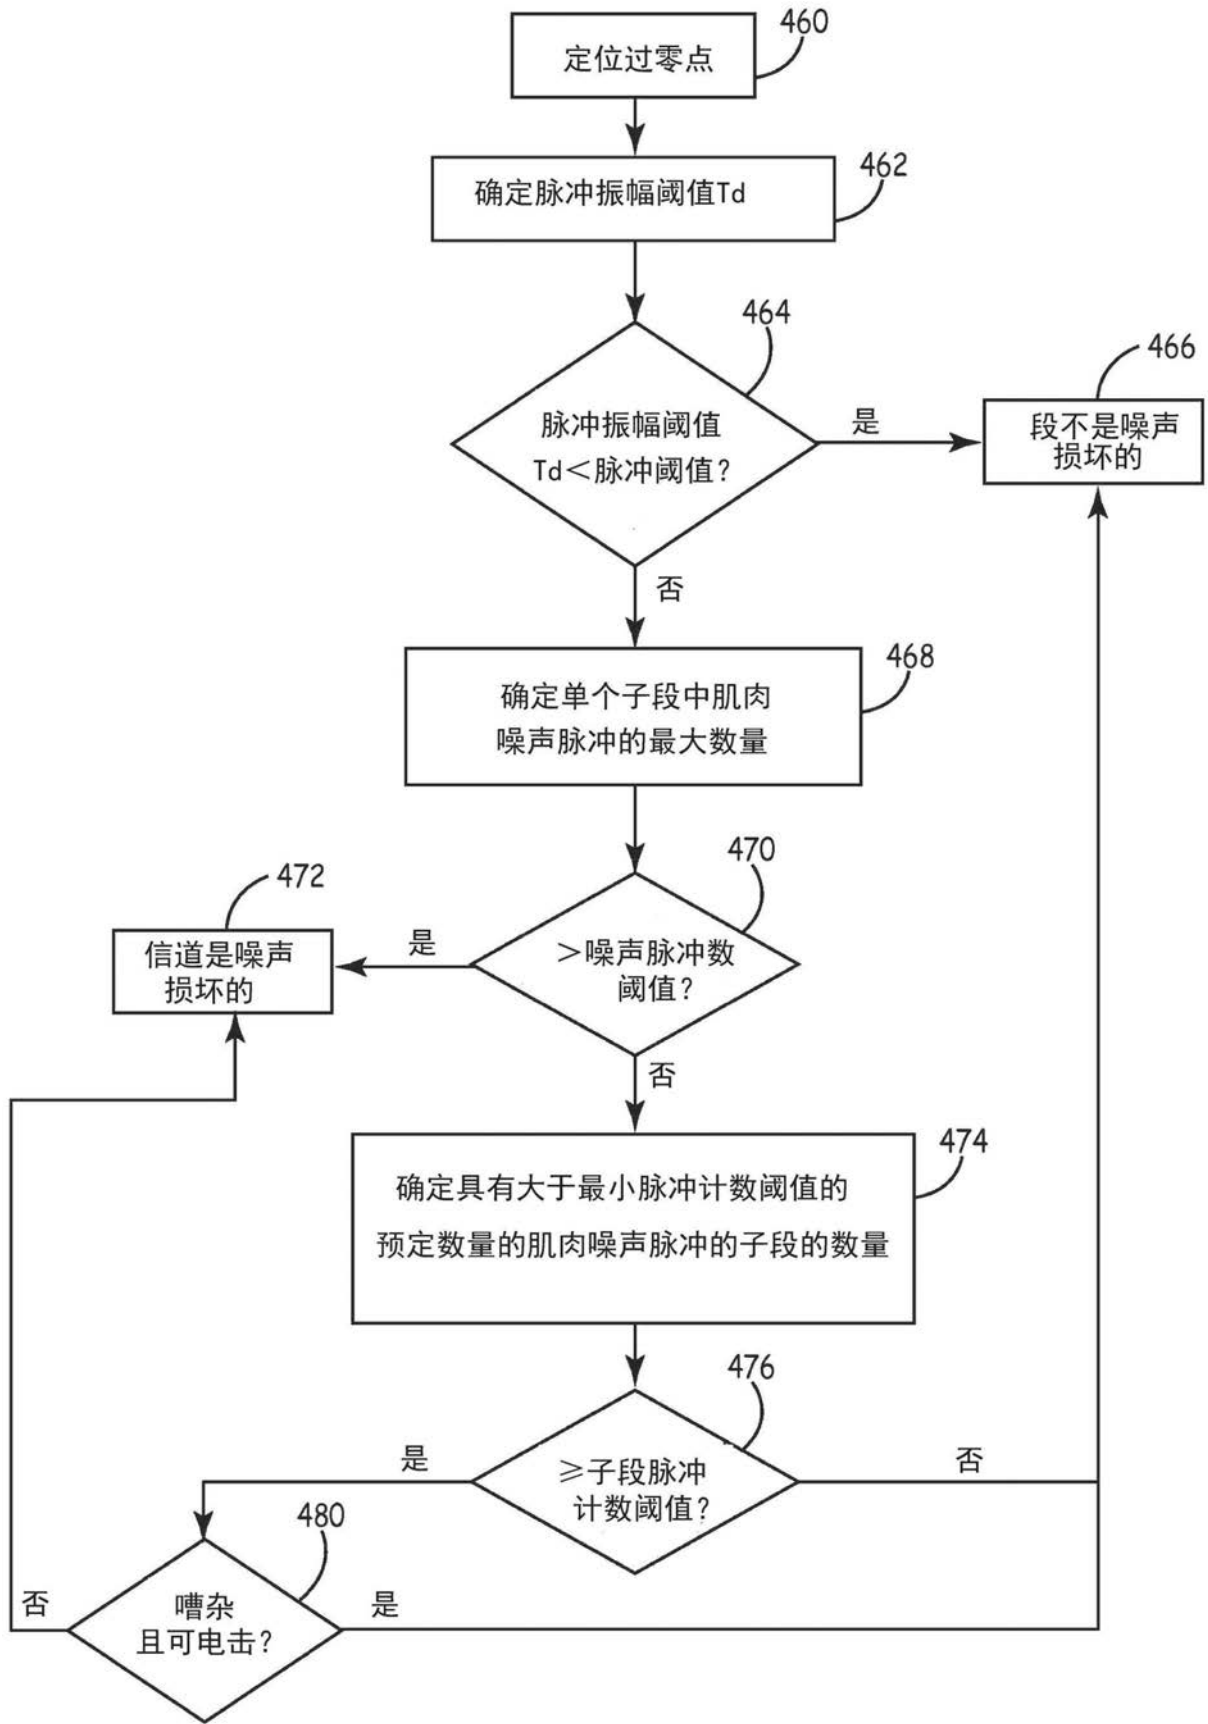 460
定位过零点
462
确定脉冲振幅阈值Td
464
脉冲振幅阈值
Td<脉冲阈值?
是
466
段不是噪声
损坏的
否
468
确定单个子段中肌肉
噪声脉冲的最大数量
470
>噪声脉冲数
阈值?
是
472
信道是噪声
损坏的
否
474
确定具有大于最小脉冲计数阈值的
预定数量的肌肉噪声脉冲的子段的数量
476
≥子段脉冲
计数阈值?
是
否
480
嘈杂
且可电击?
否
是